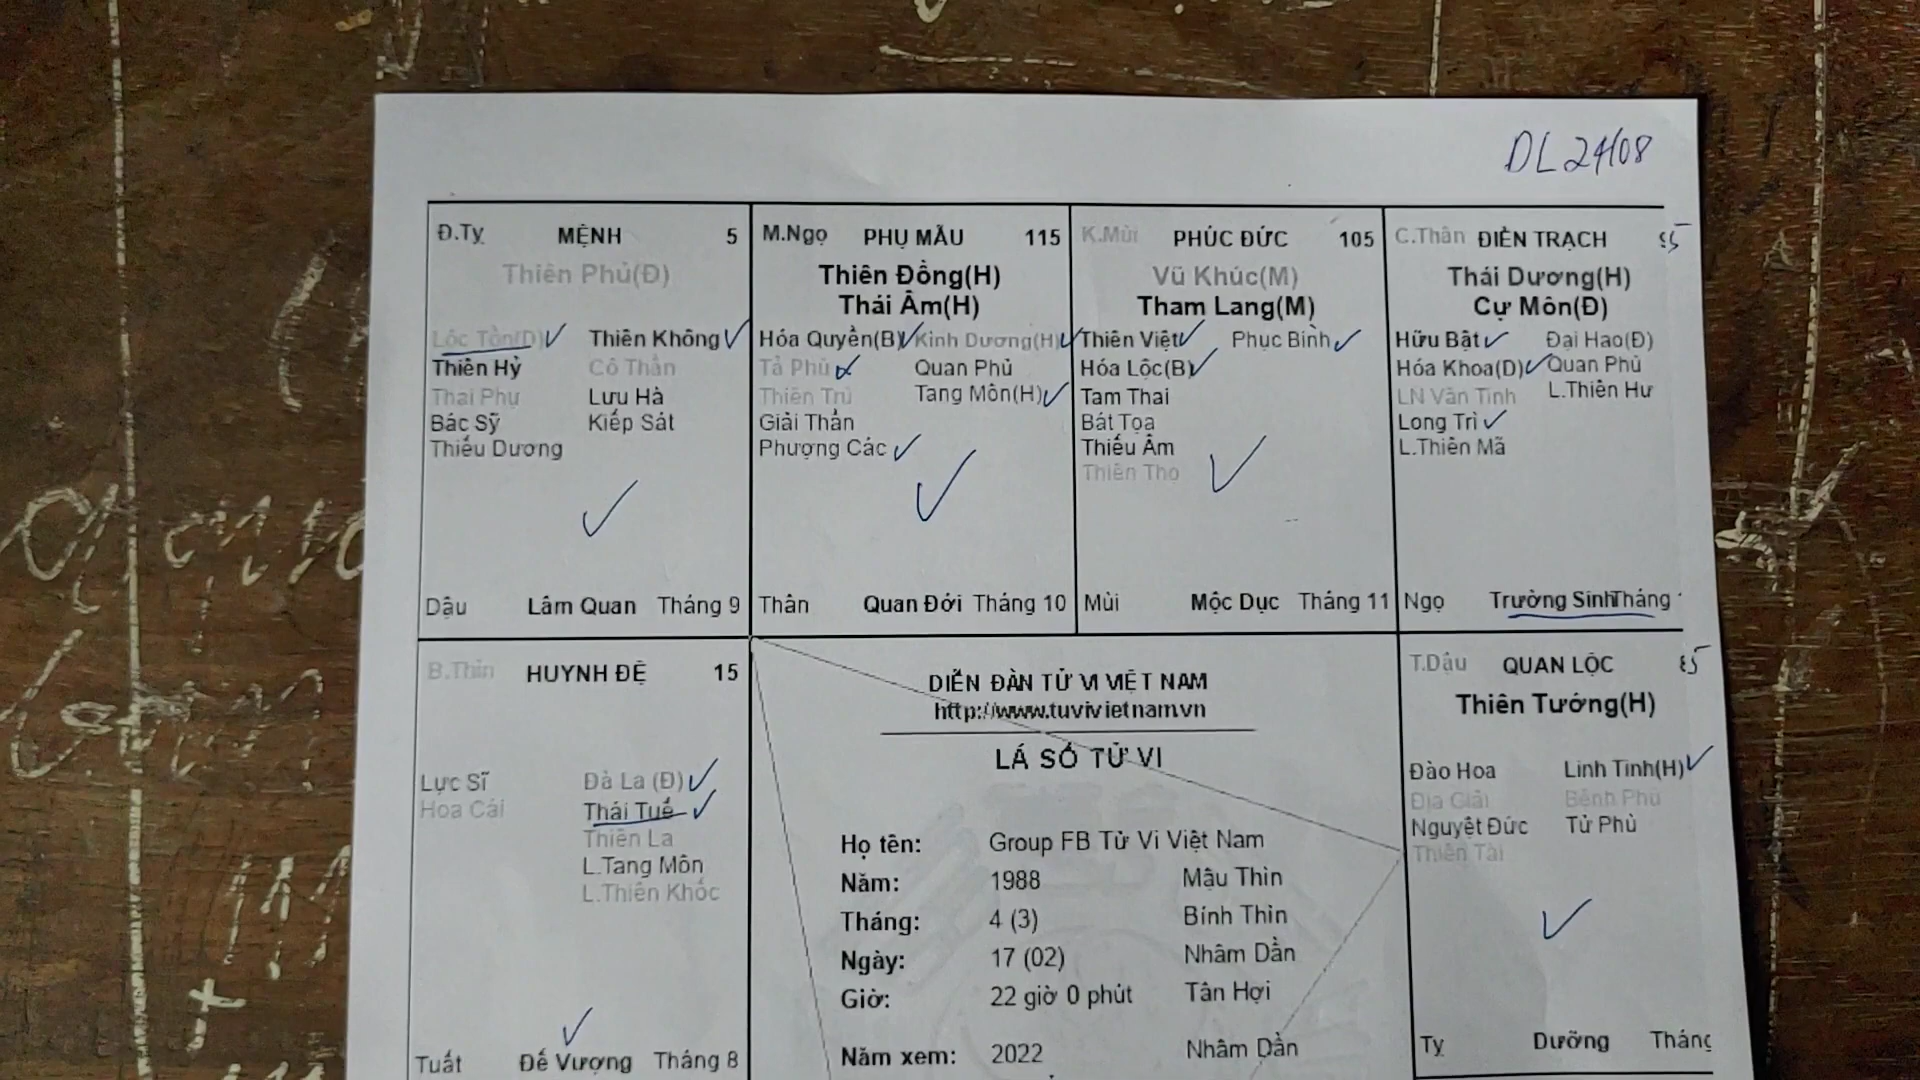 DL 24/08
Đ.Tỵ MỆNH 5
Thiên Phủ(Đ)
Lộc Tồn(Đ) Thiên Không
Thiên Hỷ Cô Thần
Thai Phụ Lưu Hà
Bác Sỹ Kiếp Sát
Thiếu Dương
Dậu Lâm Quan Tháng 9
M.Ngọ PHỤ MẪU 115
Thiên Đồng(H)
Thái Âm(H)
Hóa Quyền(B) Kình Dương(H)
Tả Phù Quan Phủ
Thiên Trù Tang Môn(H)
Giải Thần
Phượng Các
Thân Quan Đới Tháng 10
K.Mùi PHÚC ĐỨC 105
Vũ Khúc(M)
Tham Lang(M)
Thiên Việt Phục Binh
Hóa Lộc(B)
Tam Thai
Bát Tọa
Thiếu Âm
Thiên Thọ
Mùi Mộc Dục Tháng 11
C.Thân ĐIỀN TRẠCH
Thái Dương(H)
Cự Môn(Đ)
Hữu Bật Đại Hao(Đ)
Hóa Khoa(D) Quan Phù
LN Văn Tinh L.Thiên Hư
Long Trì
L.Thiên Mã
Ngọ Trường Sinh Tháng
B.Thìn HUYNH ĐỆ 15
Lực Sĩ Đà La (Đ)
Hoa Cái Thái Tuế
Thiên La
L.Tang Môn
L.Thiên Khốc
Tuất Đế Vượng Tháng 8
DIỄN ĐÀN TỬ VI VIỆT NAM
http://www.tuvivietnam.vn
LÁ SỐ TỬ VI
Họ tên: Group FB Tử Vi Việt Nam
Năm: 1988 Mậu Thìn
Tháng: 4 (3) Bính Thìn
Ngày: 17 (02) Nhâm Dần
Giờ: 22 giờ 0 phút Tân Hợi
Năm xem: 2022 Nhâm Dần
T.Dậu QUAN LỘC
Thiên Tướng(H)
Đào Hoa Linh Tinh(H)
Địa Giải Bệnh Phù
Nguyệt Đức Tử Phù
Thiên Tài
Tỵ Dưỡng Tháng